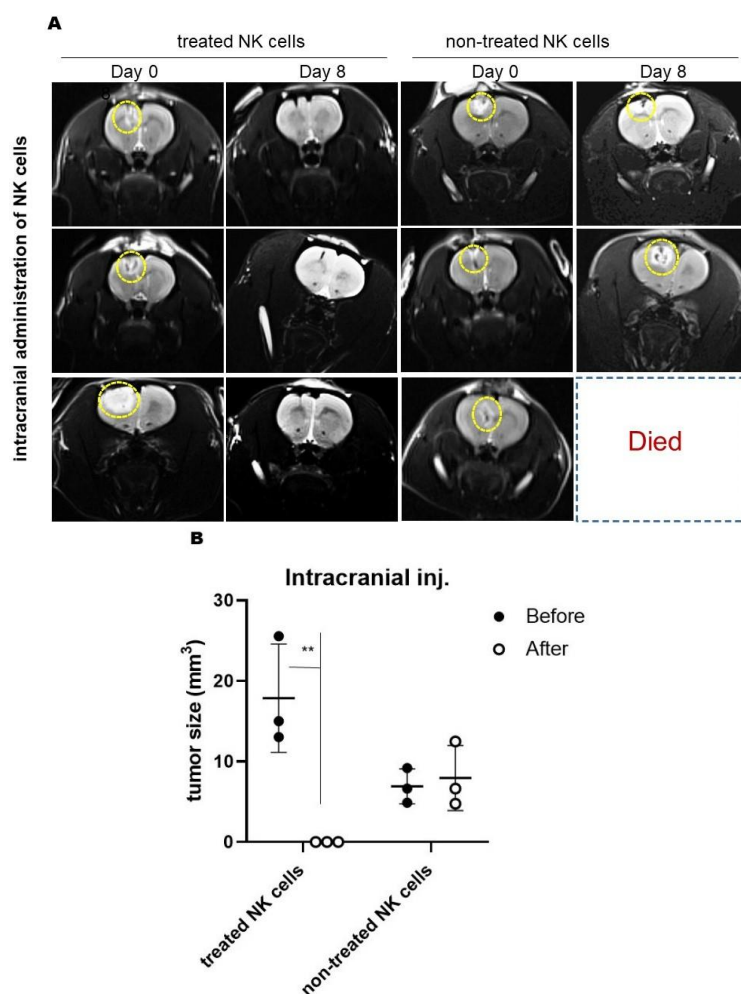 A
treated NK cells
non-treated NK cells
Day 0
Day 8
Day 0
Day 8
intracranial administration of NK cells
Died
B
Intracranial inj.
30
20
10
0
tumor size (mm³)
**
Before
After
treated NK cells
non-treated NK cells